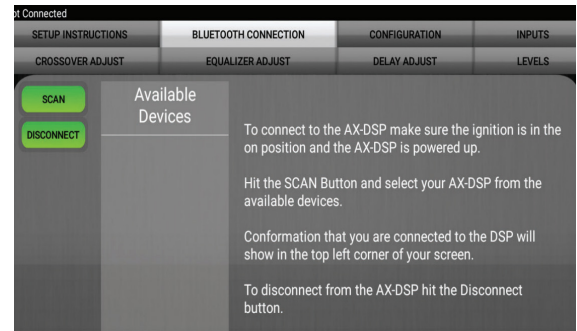 ot Connected
SETUP INSTRUCTIONS BLUETOOTH CONNECTION CONFIGURATION INPUTS
CROSSOVER ADJUST EQUALIZER ADJUST DELAY ADJUST LEVELS
SCAN
DISCONNECT
Available
Devices
To connect to the AX-DSP make sure the ignition is in the
on position and the AX-DSP is powered up.
Hit the SCAN Button and select your AX-DSP from the
available devices.
Conformation that you are connected to the DSP will
show in the top left corner of your screen.
To disconnect from the AX-DSP hit the Disconnect
button.